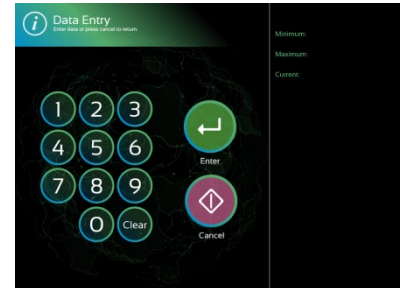 i
Data Entry
Enter data or press cancel to return.
Minimum:
Maximum:
Current:
1 2 3
4 5 6
7 8 9
0 Clear
Enter
Cancel